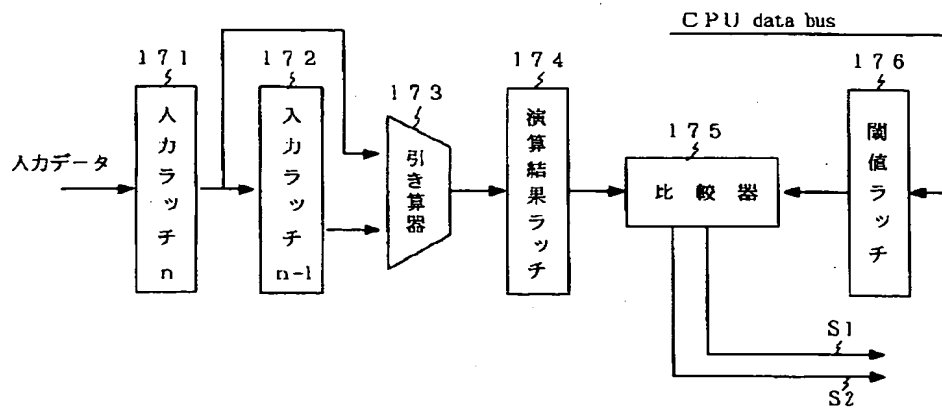 CPU data bus
171
172
173
174
175
176
入力データ
入力ラッチn
入力ラッチn-1
引き算器
演算結果ラッチ
比較器
閾値ラッチ
S1
S2